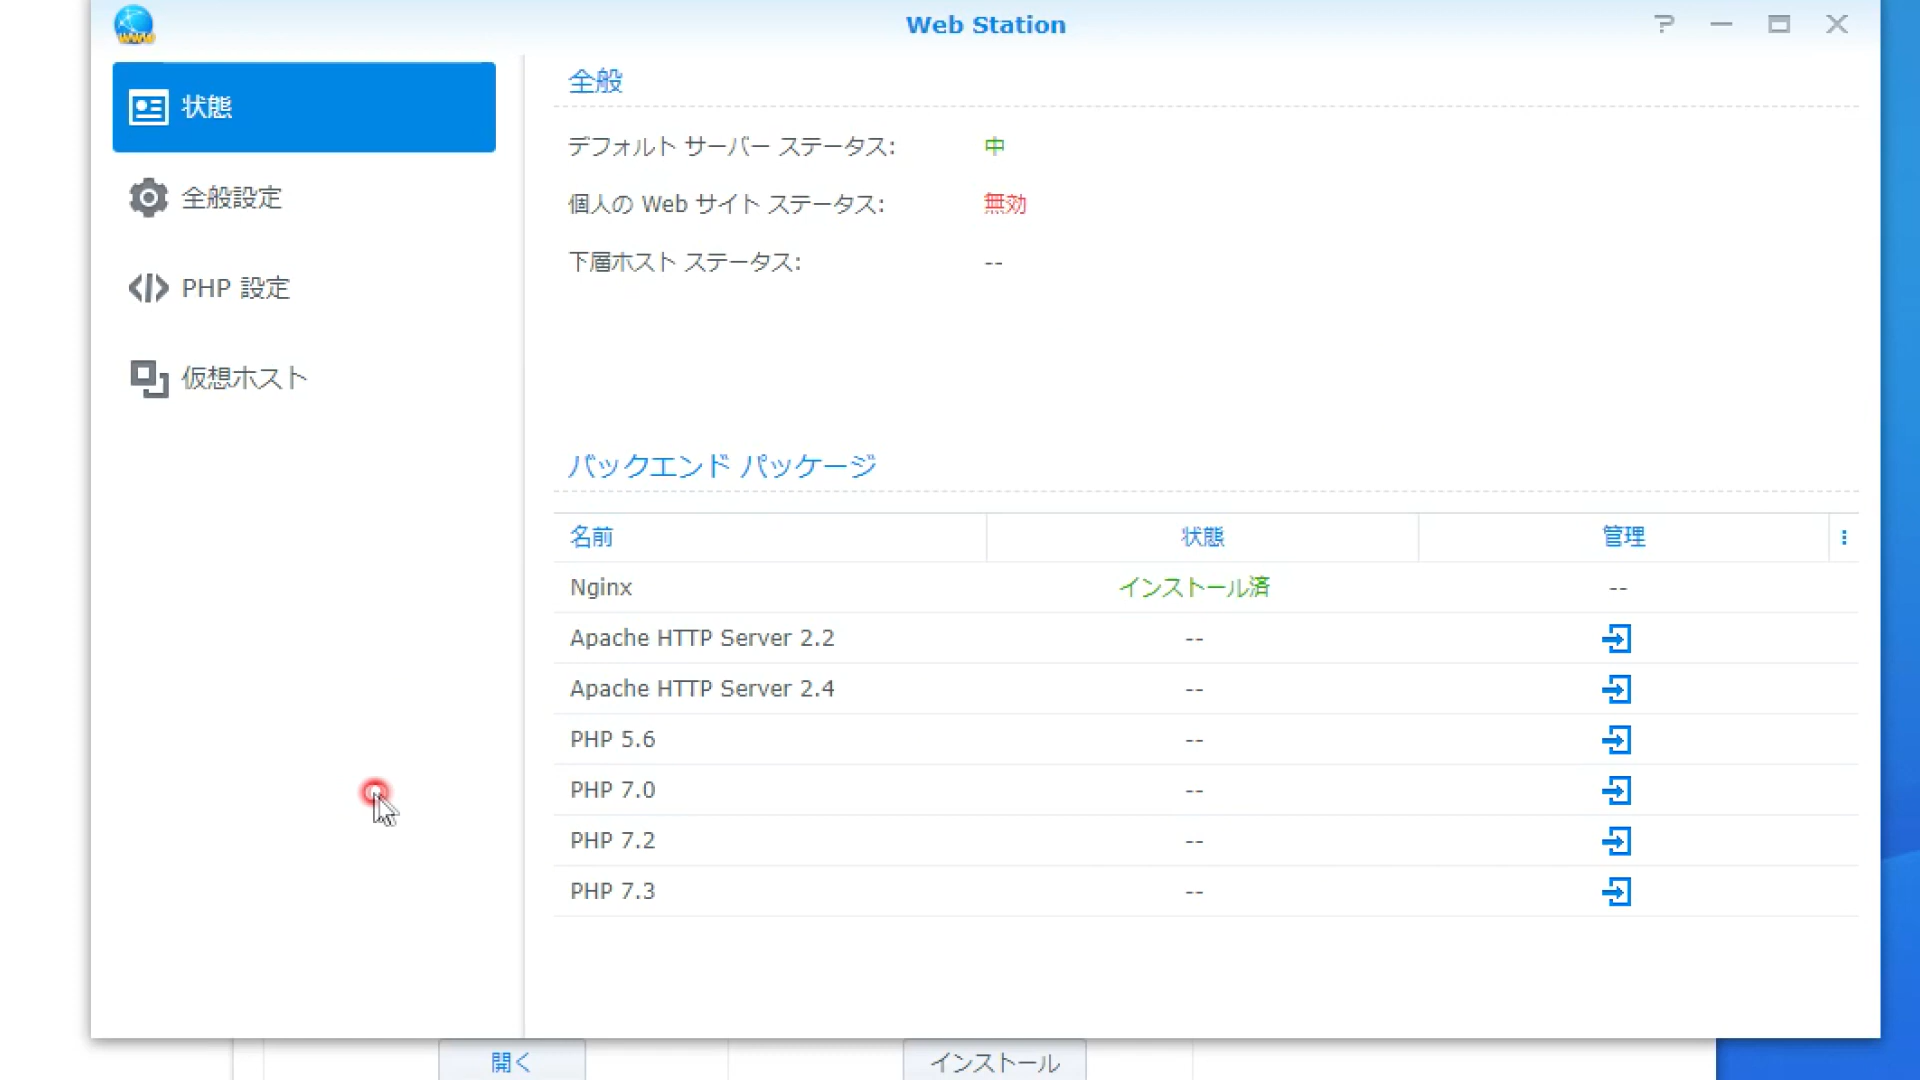 Web Station
状態
全般設定
PHP 設定
仮想ホスト
全般
デフォルト サーバー ステータス: 中
個人の Web サイト ステータス: 無効
下層ホスト ステータス: --
バックエンド パッケージ
名前 状態 管理
Nginx インストール済 --
Apache HTTP Server 2.2 --
Apache HTTP Server 2.4 --
PHP 5.6 --
PHP 7.0 --
PHP 7.2 --
PHP 7.3 --
開く インストール